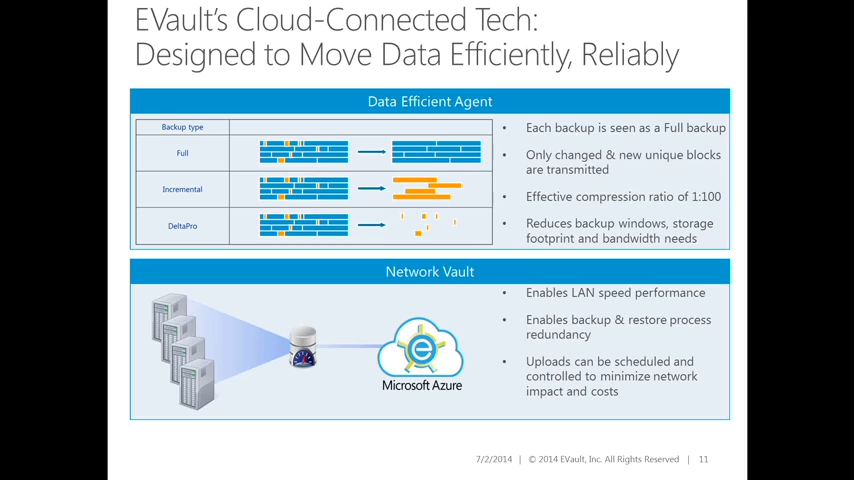 EVault's Cloud-Connected Tech:
Designed to Move Data Efficiently, Reliably
Data Efficient Agent
Backup type
Full
Incremental
DeltaPro
• Each backup is seen as a Full backup
• Only changed & new unique blocks
are transmitted
• Effective compression ratio of 1:100
• Reduces backup windows, storage
footprint and bandwidth needs
Network Vault
e
Microsoft Azure
• Enables LAN speed performance
• Enables backup & restore process
redundancy
• Uploads can be scheduled and
controlled to minimize network
impact and costs
7/2/2014 | © 2014 EVault, Inc. All Rights Reserved | 11